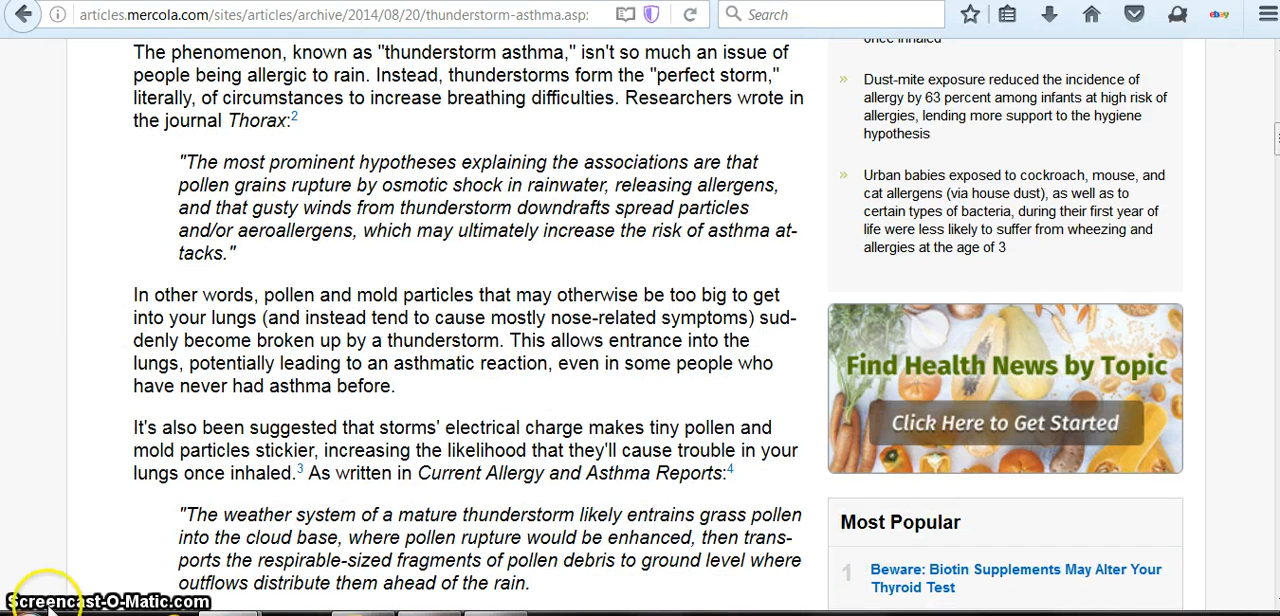 articles.mercola.com/sites/articles/archive/2014/08/20/thunderstorm-asthma.asp:
Search
ebay
The phenomenon, known as "thunderstorm asthma," isn't so much an issue of
people being allergic to rain. Instead, thunderstorms form the "perfect storm,"
literally, of circumstances to increase breathing difficulties. Researchers wrote in
the journal Thorax:2
"The most prominent hypotheses explaining the associations are that
pollen grains rupture by osmotic shock in rainwater, releasing allergens,
and that gusty winds from thunderstorm downdrafts spread particles
and/or aeroallergens, which may ultimately increase the risk of asthma at-
tacks."
In other words, pollen and mold particles that may otherwise be too big to get
into your lungs (and instead tend to cause mostly nose-related symptoms) sud-
denly become broken up by a thunderstorm. This allows entrance into the
lungs, potentially leading to an asthmatic reaction, even in some people who
have never had asthma before.
It's also been suggested that storms' electrical charge makes tiny pollen and
mold particles stickier, increasing the likelihood that they'll cause trouble in your
lungs once inhaled.3 As written in Current Allergy and Asthma Reports:4
"The weather system of a mature thunderstorm likely entrains grass pollen
into the cloud base, where pollen rupture would be enhanced, then trans-
ports the respirable-sized fragments of pollen debris to ground level where
outflows distribute them ahead of the rain.
once inhaled
» Dust-mite exposure reduced the incidence of
allergy by 63 percent among infants at high risk of
allergies, lending more support to the hygiene
hypothesis
» Urban babies exposed to cockroach, mouse, and
cat allergens (via house dust), as well as to
certain types of bacteria, during their first year of
life were less likely to suffer from wheezing and
allergies at the age of 3
Find Health News by Topic
Click Here to Get Started
Most Popular
1 Beware: Biotin Supplements May Alter Your
Thyroid Test
Screencast-O-Matic.com